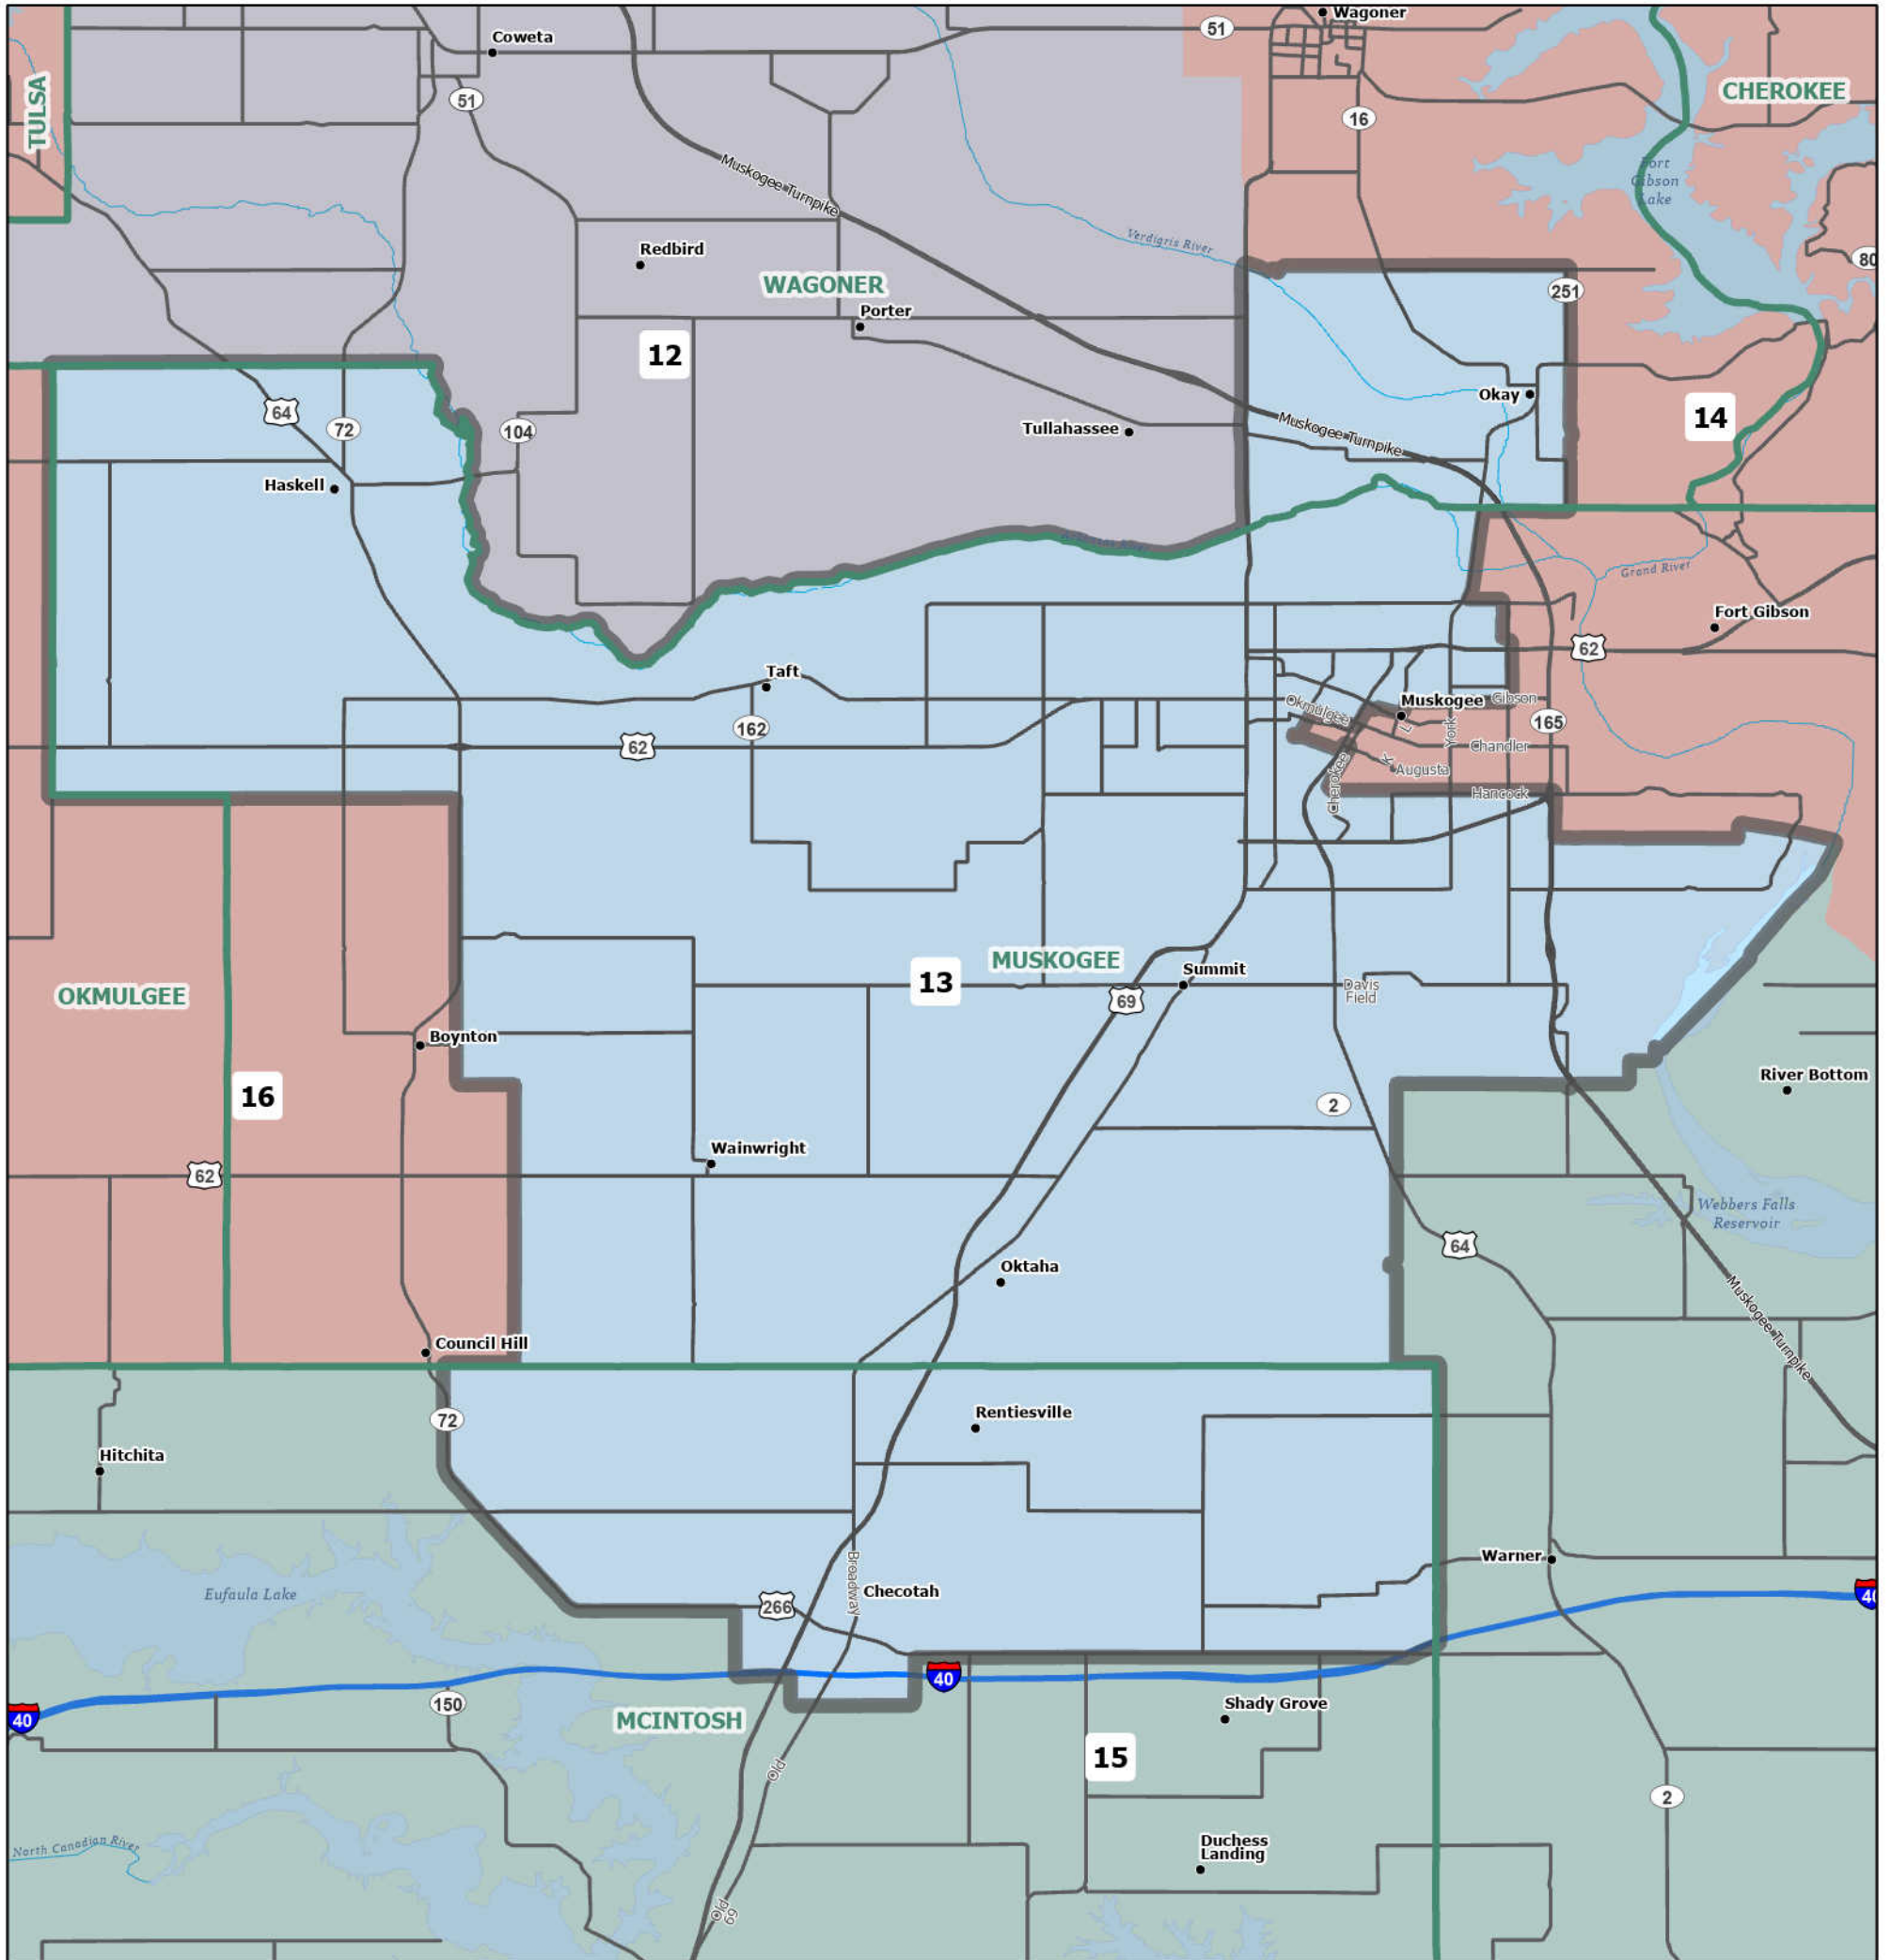 Wagoner
51
Coweta
CHEROKEE
TULSA
51
16
Muskogee Turnpike
Fort
Gibson
Lake
Verdigris River
Redbird
80
WAGONER
251
Porter
12
Okay
64
72
104
14
Tullahassee
Muskogee Turnpike
Haskell
Grand River
Fort Gibson
62
Taft
Muskogee
Gibson
Okmulgee
162
165
62
York
Chandler
K
Augusta
Cherokee
Hancock
MUSKOGEE
Summit
13
Davis
Field
OKMULGEE
69
Boynton
River Bottom
16
2
Wainwright
62
Webbers Falls
Reservoir
64
Oktaha
Muskogee Turnpike
Council Hill
72
Rentiesville
Hitchita
Warner
Broadway
Checotah
Eufaula Lake
266
40
40
40
150
Shady Grove
MCINTOSH
15
Old
2
North Canadian River
Duchess
Landing
Old
69